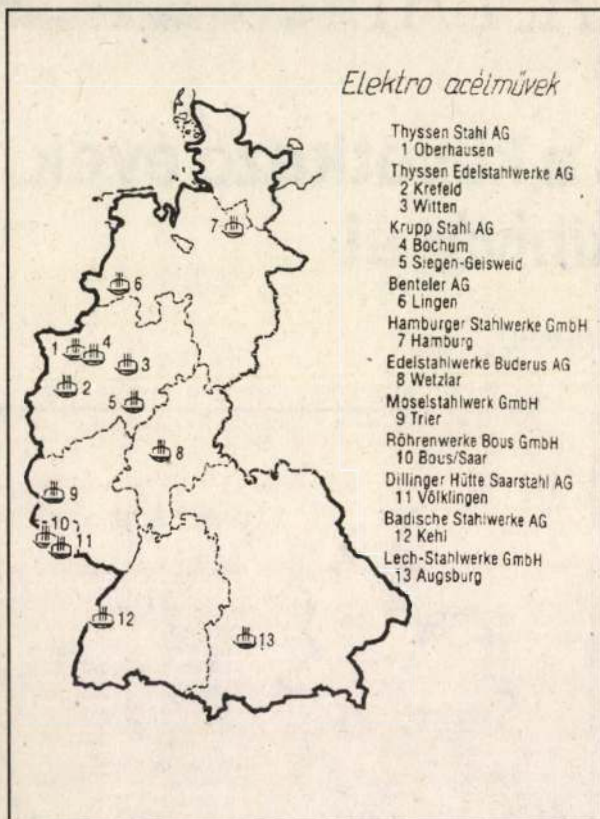 Elektro acélművek
Thyssen Stahl AG
1 Oberhausen
Thyssen Edelstahlwerke AG
2 Krefeld
3 Witten
Krupp Stahl AG
4 Bochum
5 Siegen-Geisweid
Benteler AG
6 Lingen
Hamburger Stahlwerke GmbH
7 Hamburg
Edelstahlwerke Buderus AG
8 Wetzlar
Moselstahlwerk GmbH
9 Trier
Röhrenwerke Bous GmbH
10 Bous/Saar
Dillinger Hütte Saarstahl AG
11 Völklingen
Badische Stahlwerke AG
12 Kehl
Lech-Stahlwerke GmbH
13 Augsburg
7
6
1 4
3
2
5
8
9
10
11
12
13